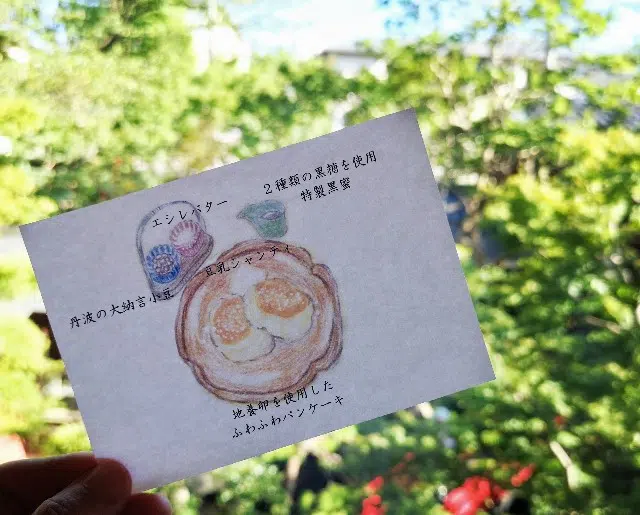 エシレバター
2種類の黒糖を使用
特製黒蜜
豆乳シャンティ
丹波の大納言小豆
地養卵を使用した
ふわふわパンケーキ